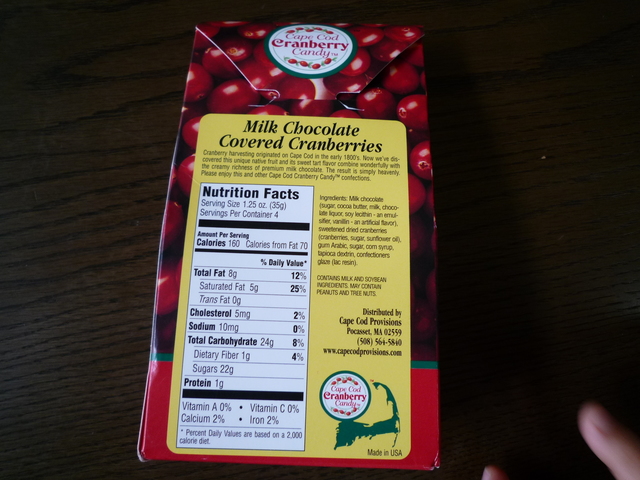 Cape Cod
Cranberry
Candy™
Milk Chocolate
Covered Cranberries
Cranberry harvesting originated on Cape Cod in the early 1800's. Now we've dis-
covered this unique native fruit and its sweet tart flavor combine wonderfully with
the creamy richness of premium milk chocolate. The result is simply heavenly.
Please enjoy this and other Cape Cod Cranberry Candy™ confections.
Nutrition Facts
Serving Size 1.25 oz. (35g)
Servings Per Container 4
Amount Per Serving
Calories 160 Calories from Fat 70
% Daily Value*
Total Fat 8g 12%
Saturated Fat 5g 25%
Trans Fat 0g
Cholesterol 5mg 2%
Sodium 10mg 0%
Total Carbohydrate 24g 8%
Dietary Fiber 1g 4%
Sugars 22g
Protein 1g
Vitamin A 0% • Vitamin C 0%
Calcium 2% • Iron 2%
* Percent Daily Values are based on a 2,000
calorie diet.
Ingredients: Milk chocolate
(sugar, cocoa butter, milk, choco-
late liquor, soy lecithin - an emul-
sifier, vanillin - an artificial flavor),
sweetened dried cranberries
(cranberries, sugar, sunflower oil),
gum Arabic, sugar, corn syrup,
tapioca dextrin, confectioners
glaze (lac resin).
CONTAINS MILK AND SOYBEAN
INGREDIENTS. MAY CONTAIN
PEANUTS AND TREE NUTS.
Distributed by
Cape Cod Provisions
Pocasset, MA 02559
(508) 564-5840
www.capecodprovisions.com
Cape Cod
Cranberry
Candy™
Made in USA